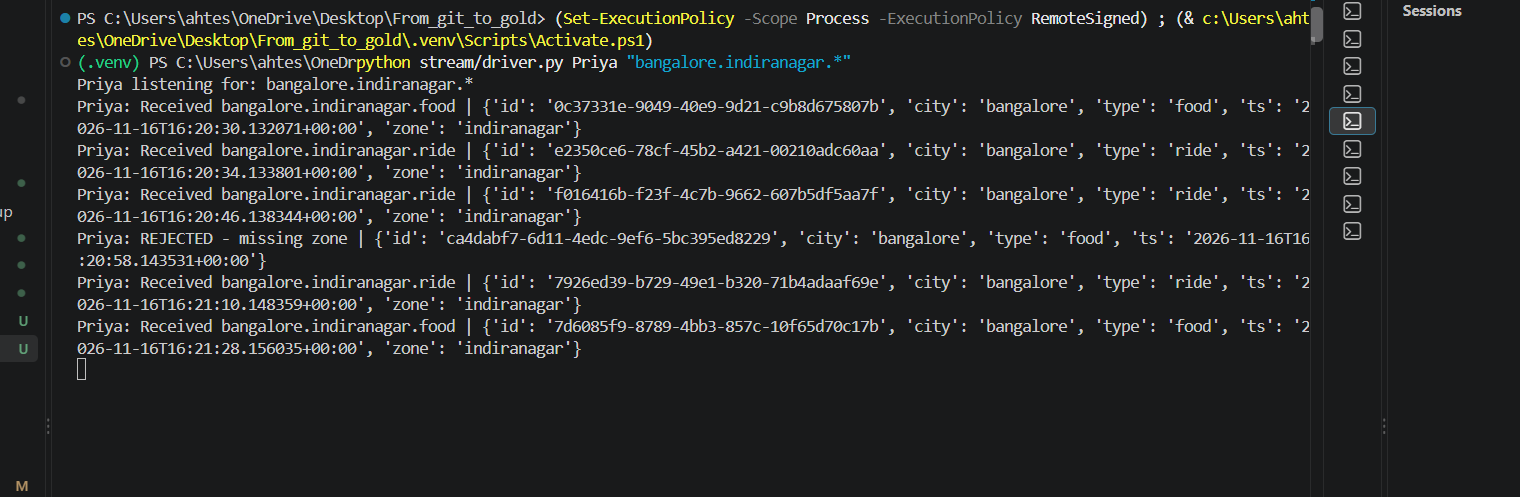 PS C:\Users\ahtes\OneDrive\Desktop\From_git_to_gold> (Set-ExecutionPolicy -Scope Process -ExecutionPolicy RemoteSigned) ; (& c:\Users\aht
es\OneDrive\Desktop\From_git_to_gold\.venv\Scripts\Activate.ps1)
(.venv) PS C:\Users\ahtes\OneDrpython stream/driver.py Priya "bangalore.indiranagar.*"
Priya listening for: bangalore.indiranagar.*
Priya: Received bangalore.indiranagar.food | {'id': '0c37331e-9049-40e9-9d21-c9b8d675807b', 'city': 'bangalore', 'type': 'food', 'ts': '2
026-11-16T16:20:30.132071+00:00', 'zone': 'indiranagar'}
Priya: Received bangalore.indiranagar.ride | {'id': 'e2350ce6-78cf-45b2-a421-00210adc60aa', 'city': 'bangalore', 'type': 'ride', 'ts': '2
026-11-16T16:20:34.133801+00:00', 'zone': 'indiranagar'}
Priya: Received bangalore.indiranagar.ride | {'id': 'f016416b-f23f-4c7b-9662-607b5df5aa7f', 'city': 'bangalore', 'type': 'ride', 'ts': '2
026-11-16T16:20:46.138344+00:00', 'zone': 'indiranagar'}
Priya: REJECTED - missing zone | {'id': 'ca4dabf7-6d11-4edc-9ef6-5bc395ed8229', 'city': 'bangalore', 'type': 'food', 'ts': '2026-11-16T16
:20:58.143531+00:00'}
Priya: Received bangalore.indiranagar.ride | {'id': '7926ed39-b729-49e1-b320-71b4adaaf69e', 'city': 'bangalore', 'type': 'ride', 'ts': '2
026-11-16T16:21:10.148359+00:00', 'zone': 'indiranagar'}
Priya: Received bangalore.indiranagar.food | {'id': '7d6085f9-8789-4bb3-857c-10f65d70c17b', 'city': 'bangalore', 'type': 'food', 'ts': '2
026-11-16T16:21:28.156035+00:00', 'zone': 'indiranagar'}
up
U
U
M
Sessions